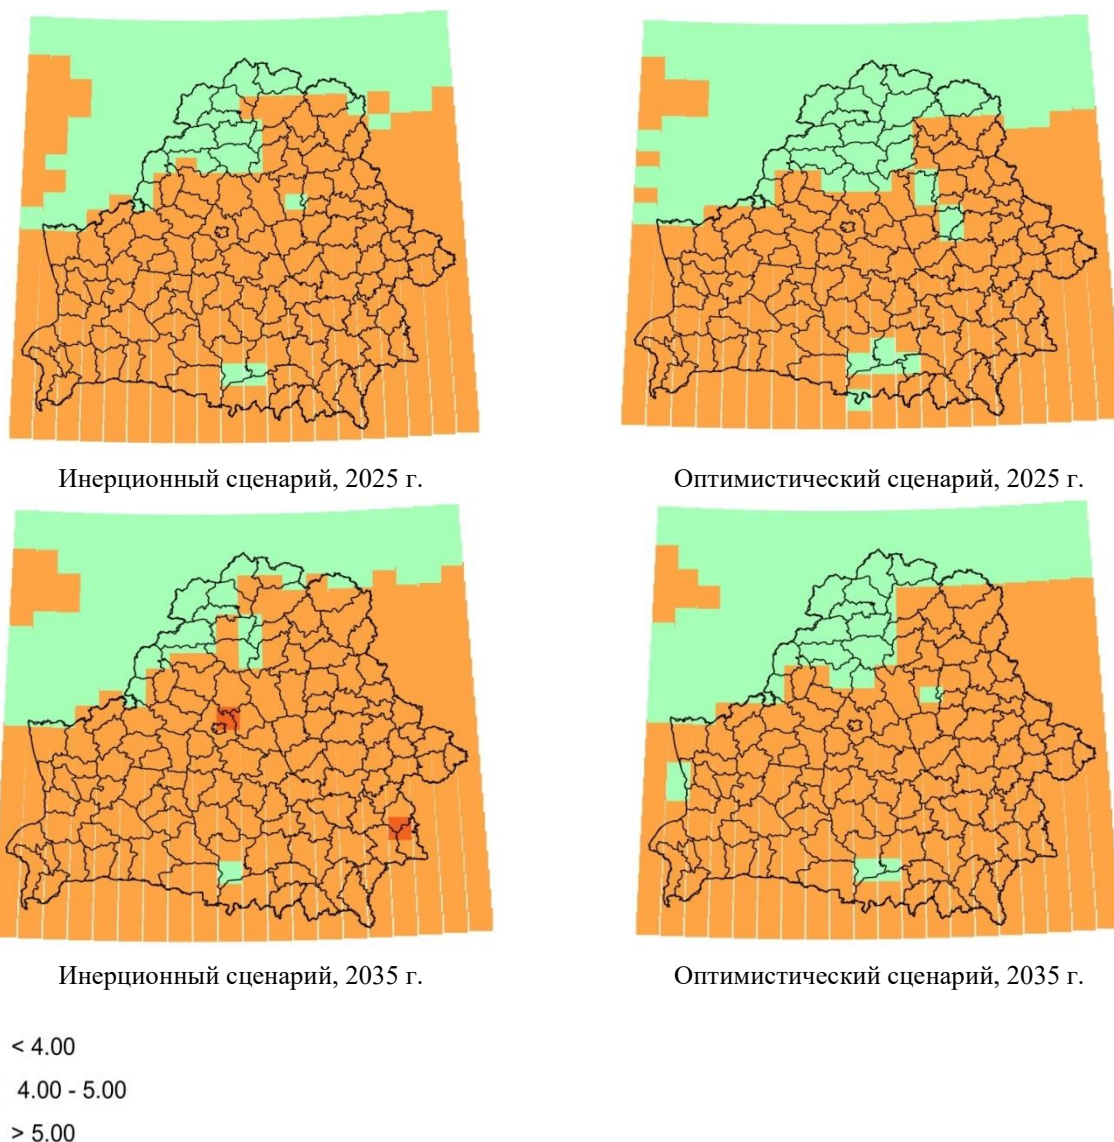 Инерционный сценарий, 2025 г.
Оптимистический сценарий, 2025 г.
Инерционный сценарий, 2035 г.
Оптимистический сценарий, 2035 г.
< 4.00
4.00 - 5.00
> 5.00